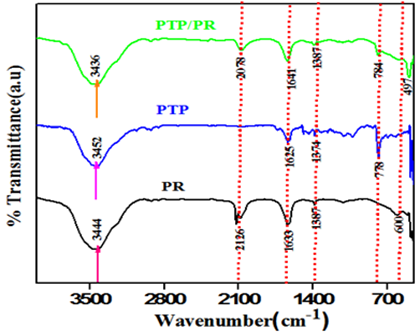 % Transmittance(a.u)
PTP/PR
3436
2078
1641
1387
784
497
PTP
3452
1625
1374
778
PR
3444
2126
1633
1387
600
3500 2800 2100 1400 700
Wavenumber(cm⁻¹)